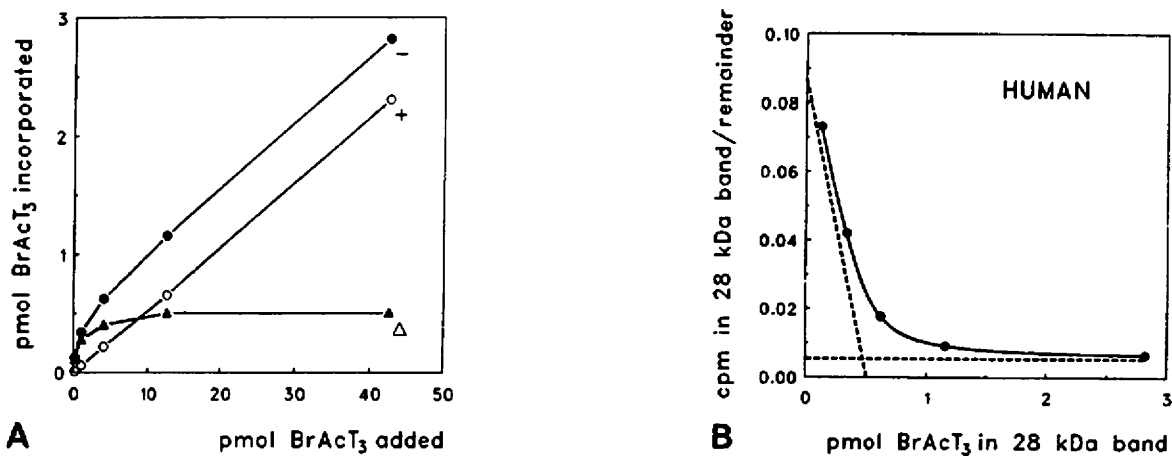 3
2
1
0
0
10
20
30
40
50
−
+
Δ
pmol BrAcT₃ incorporated
pmol BrAcT₃ added
A
0.10
0.08
0.06
0.04
0.02
0.00
0
1
2
3
HUMAN
cpm in 28 kDa band/remainder
pmol BrAcT₃ in 28 kDa band
B